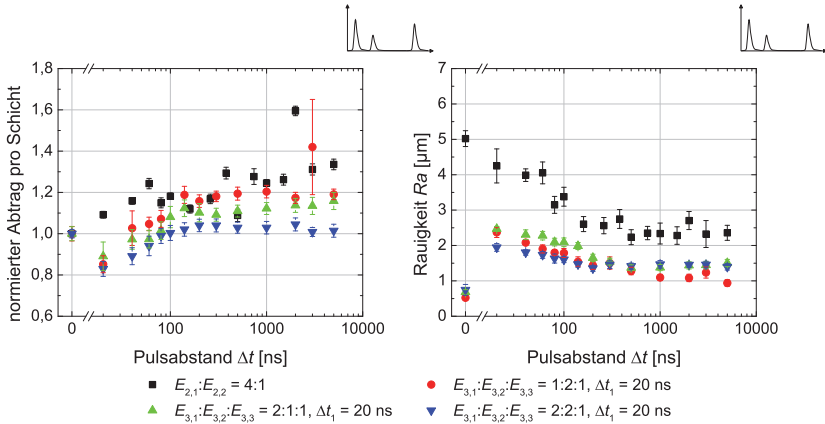 1,8
1,6
1,4
1,2
1,0
0,8
0,6
normierter Abtrag pro Schicht
0
100
1000
10000
Pulsabstand Δt [ns]
7
6
5
4
3
2
1
0
Rauigkeit Ra [µm]
0
100
1000
10000
Pulsabstand Δt [ns]
E2,1:E2,2 = 4:1
E3,1:E3,2:E3,3 = 1:2:1, Δt1 = 20 ns
E3,1:E3,2:E3,3 = 2:1:1, Δt1 = 20 ns
E3,1:E3,2:E3,3 = 2:2:1, Δt1 = 20 ns